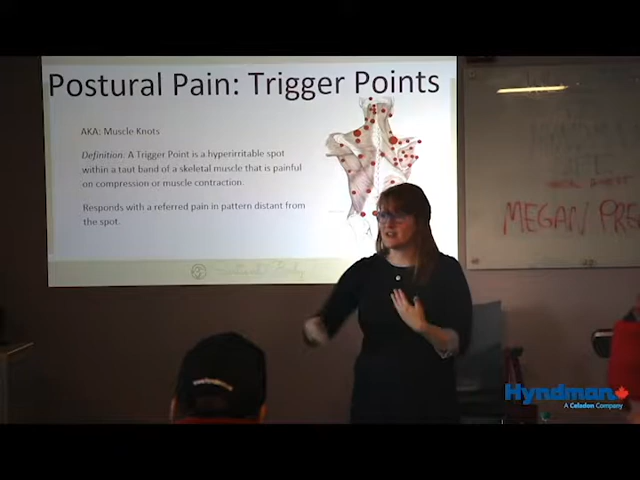 Postural Pain: Trigger Points
AKA: Muscle Knots
Definition: A Trigger Point is a hyperirritable spot
within a taut band of a skeletal muscle that is painful
on compression or muscle contraction.
Responds with a referred pain in pattern distant from
the spot.
MEGAN
Hyndman
A Celadon Company